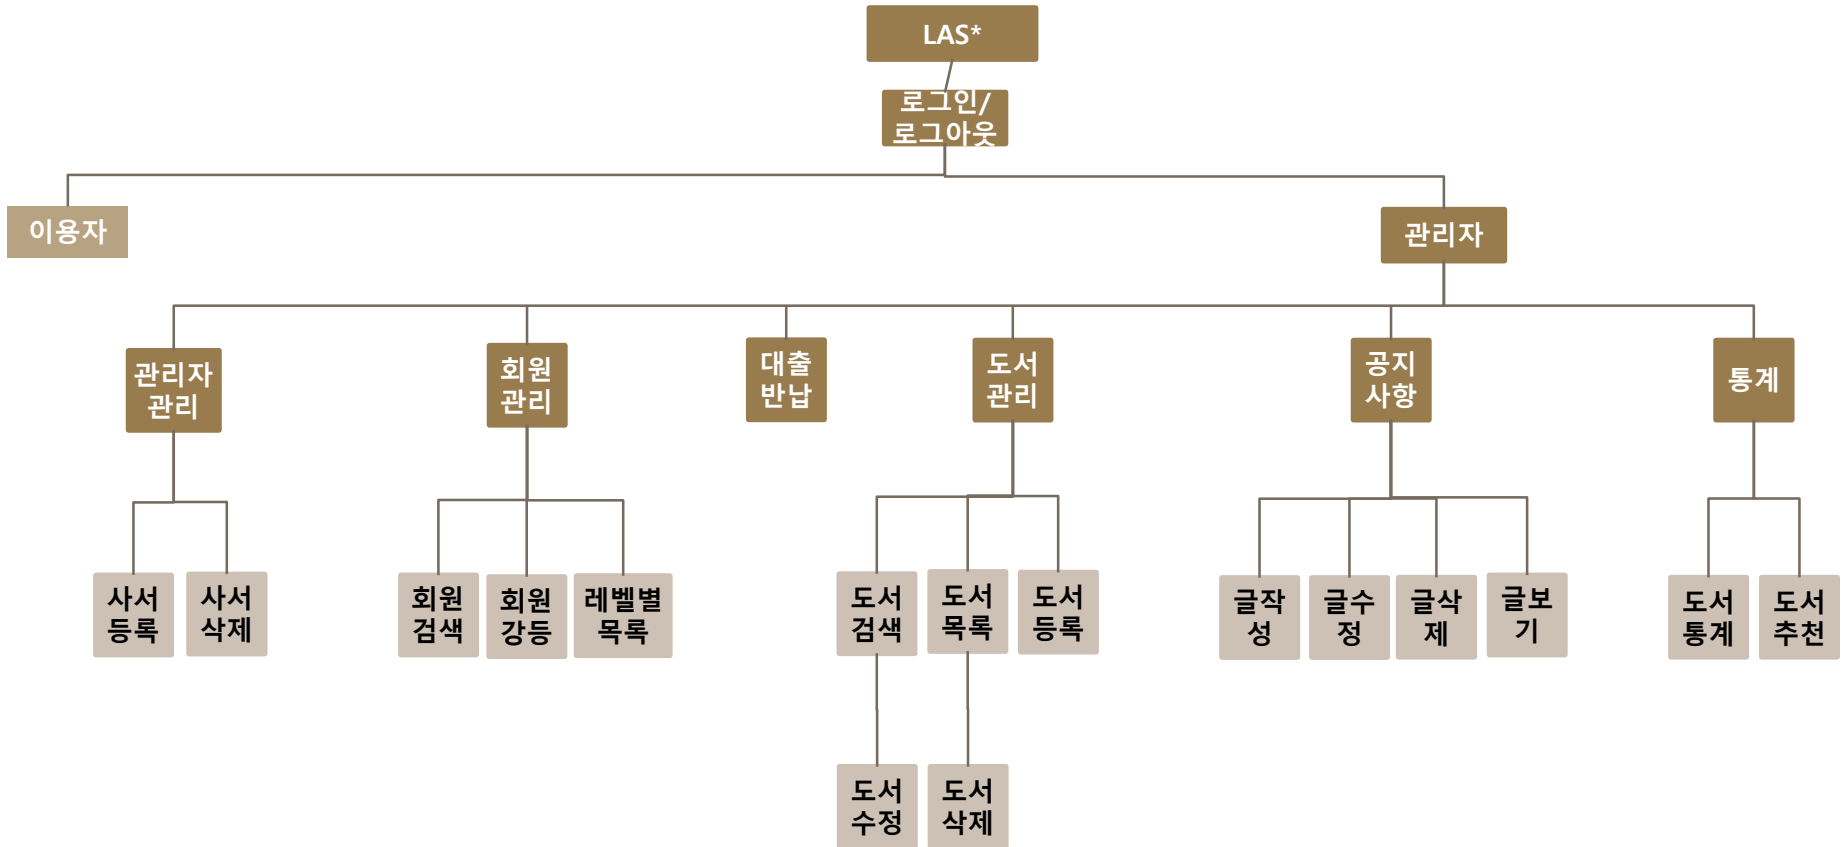 LAS*
로그인/
로그아웃
이용자
관리자
관리자
관리
회원
관리
대출
반납
도서
관리
공지
사항
통계
사서
등록
사서
삭제
회원
검색
회원
강등
레벨별
목록
도서
검색
도서
목록
도서
등록
글작
성
글수
정
글삭
제
글보
기
도서
통계
도서
추천
도서
수정
도서
삭제